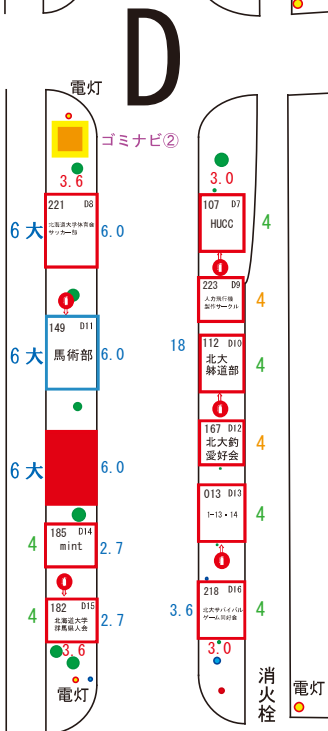 D
電灯
ゴミナビ②
3.6
221 D8
北海道大学体育会
サッカー部
6大
6.0
149 D11
馬術部
6大
6.0
6大
6.0
185 D14
mint
4
2.7
182 D15
北海道大学
群馬県人会
4
2.7
3.6
電灯
3.0
107 D7
HUCC
4
223 D9
人力飛行機
製作サークル
4
18
112 D10
北大
躰道部
4
167 D12
北大釣
愛好会
4
013 D13
1-13・14
4
218 D16
北大サバイバル
ゲーム同好会
3.6
4
3.0
消火栓
電灯